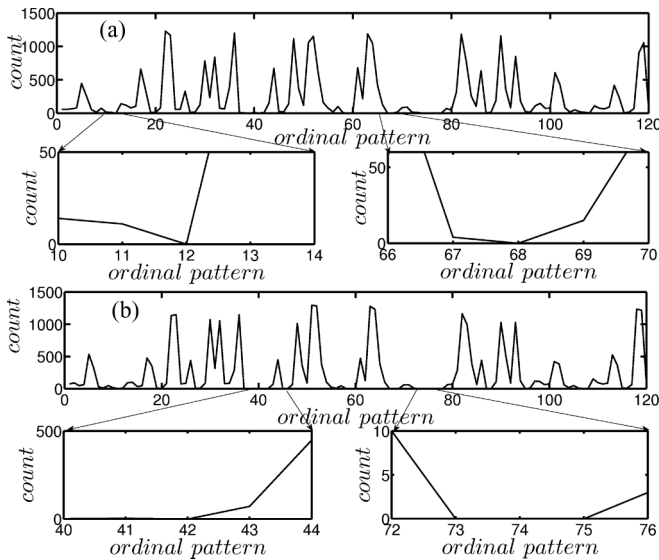 1500
1000
500
0
count
(a)
20 40 60 80 100 120
ordinal pattern
50
0
count
10 11 12 13 14
ordinal pattern
50
0
count
66 67 68 69 70
ordinal pattern
1500
1000
500
0
count
(b)
0 20 40 60 80 100 120
ordinal pattern
500
0
count
40 41 42 43 44
ordinal pattern
10
5
0
count
72 73 74 75 76
ordinal pattern